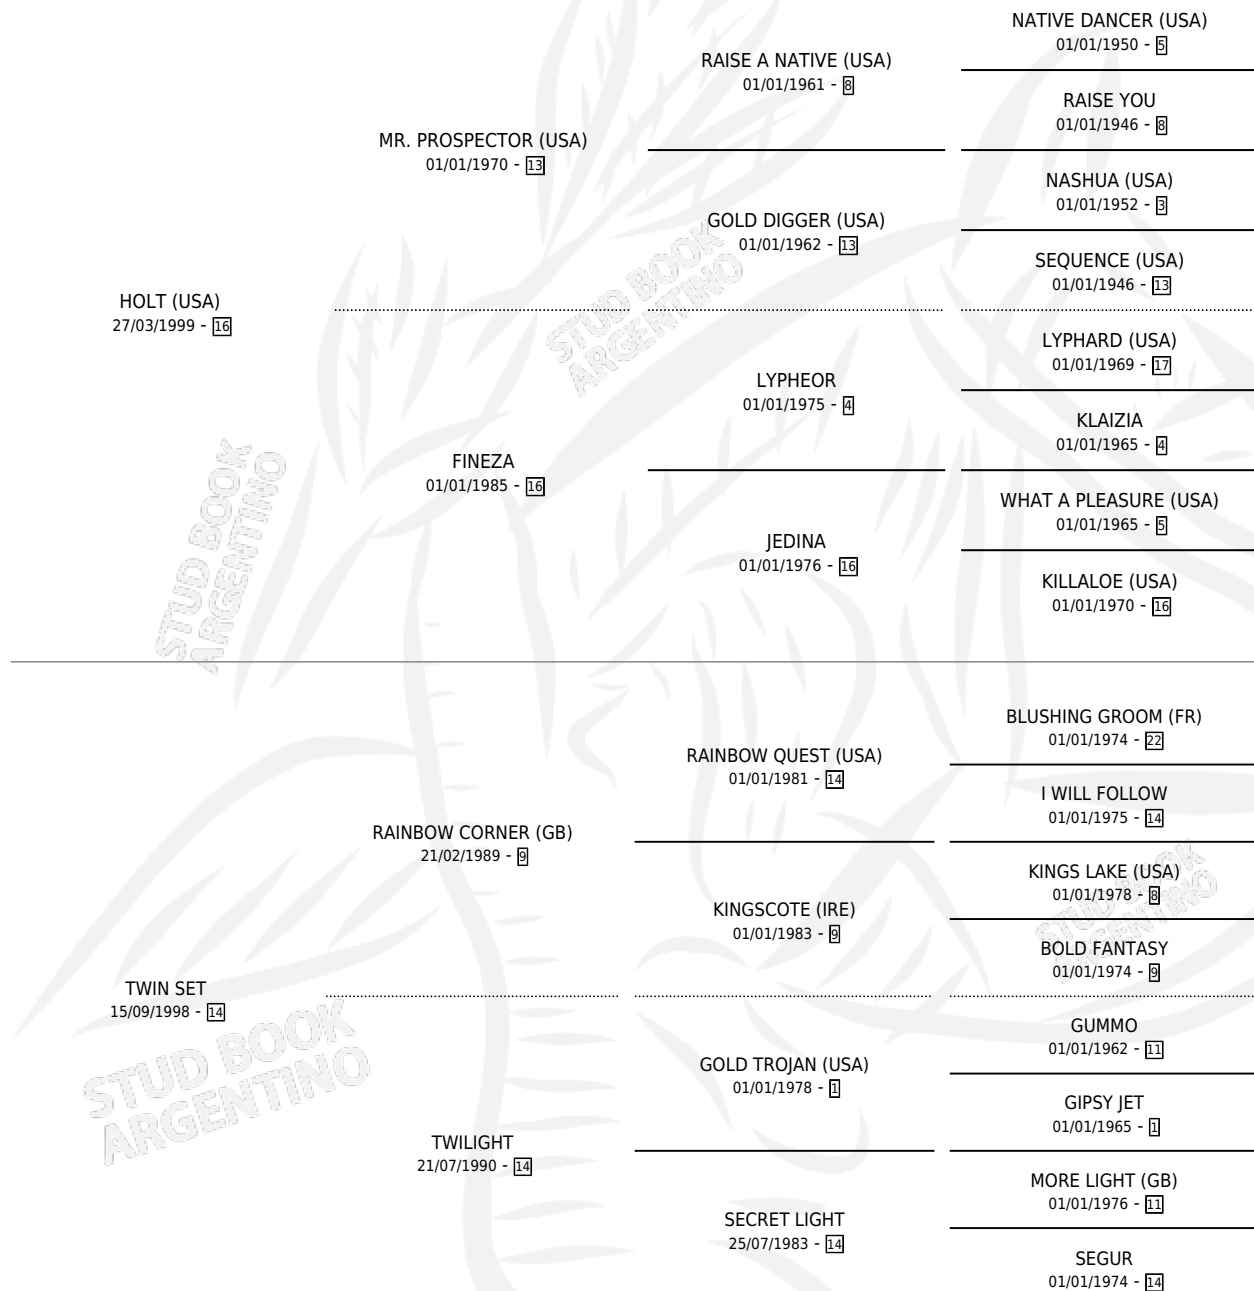 NATIVE DANCER (USA)
01/01/1950 - 5
RAISE A NATIVE (USA)
01/01/1961 - 8
RAISE YOU
01/01/1946 - 8
MR. PROSPECTOR (USA)
01/01/1970 - 13
NASHUA (USA)
01/01/1952 - 3
GOLD DIGGER (USA)
01/01/1962 - 13
SEQUENCE (USA)
01/01/1946 - 13
HOLT (USA)
27/03/1999 - 16
LYPHARD (USA)
01/01/1969 - 17
LYPHEOR
01/01/1975 - 4
KLAIZIA
01/01/1965 - 4
FINEZA
01/01/1985 - 16
WHAT A PLEASURE (USA)
01/01/1965 - 5
JEDINA
01/01/1976 - 16
KILLALOE (USA)
01/01/1970 - 16
BLUSHING GROOM (FR)
01/01/1974 - 22
RAINBOW QUEST (USA)
01/01/1981 - 14
I WILL FOLLOW
01/01/1975 - 14
RAINBOW CORNER (GB)
21/02/1989 - 9
KINGS LAKE (USA)
01/01/1978 - 8
KINGSCOTE (IRE)
01/01/1983 - 9
BOLD FANTASY
01/01/1974 - 9
TWIN SET
15/09/1998 - 14
GUMMO
01/01/1962 - 11
GOLD TROJAN (USA)
01/01/1978 - 1
GIPSY JET
01/01/1965 - 1
TWILIGHT
21/07/1990 - 14
MORE LIGHT (GB)
01/01/1976 - 11
SECRET LIGHT
25/07/1983 - 14
SEGUR
01/01/1974 - 14
STUD BOOK
ARGENTINO
STUD BOOK
ARGENTINO
STUD BOOK
ARGENTINO
STUD BOOK
ARGENTINO